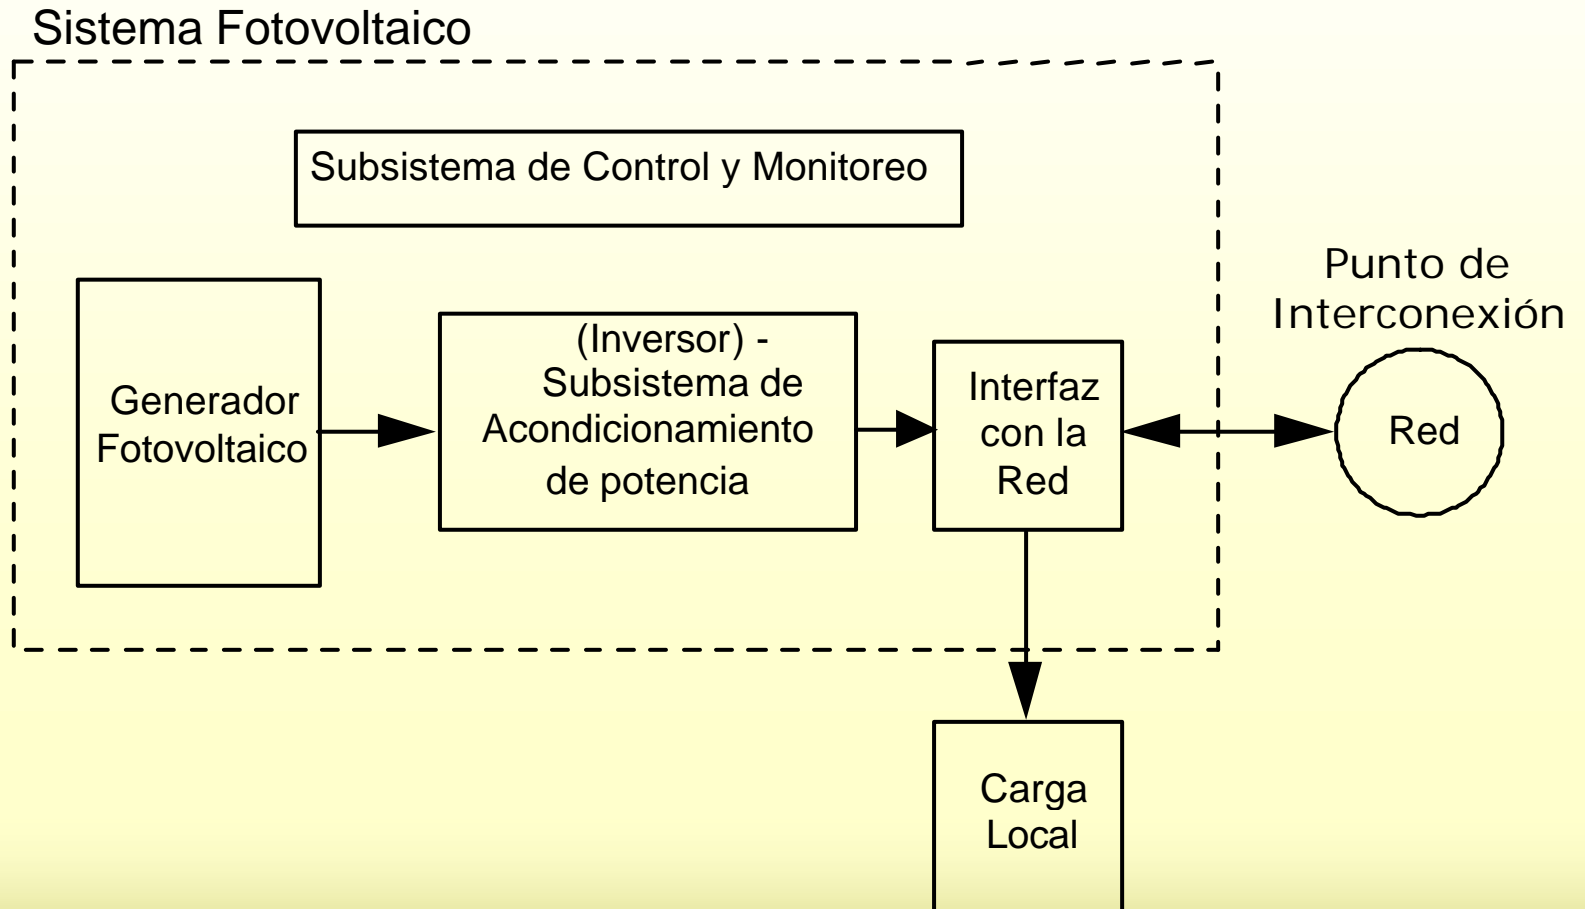 Sistema Fotovoltaico
Subsistema de Control y Monitoreo
Generador
Fotovoltaico
(Inversor) -
Subsistema de
Acondicionamiento
de potencia
Interfaz
con la
Red
Punto de
Interconexión
Red
Carga
Local